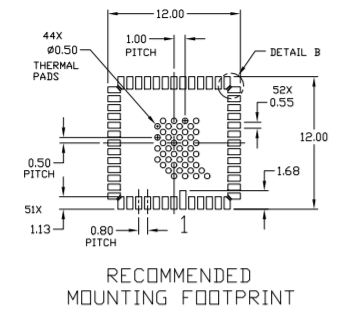 12.00
44X
Ø0.50
THERMAL
PADS
1.00
PITCH
DETAIL B
52X
0.55
12.00
0.50
PITCH
1.68
51X
1.13
0.80
PITCH
1
RECOMMENDED
MOUNTING FOOTPRINT